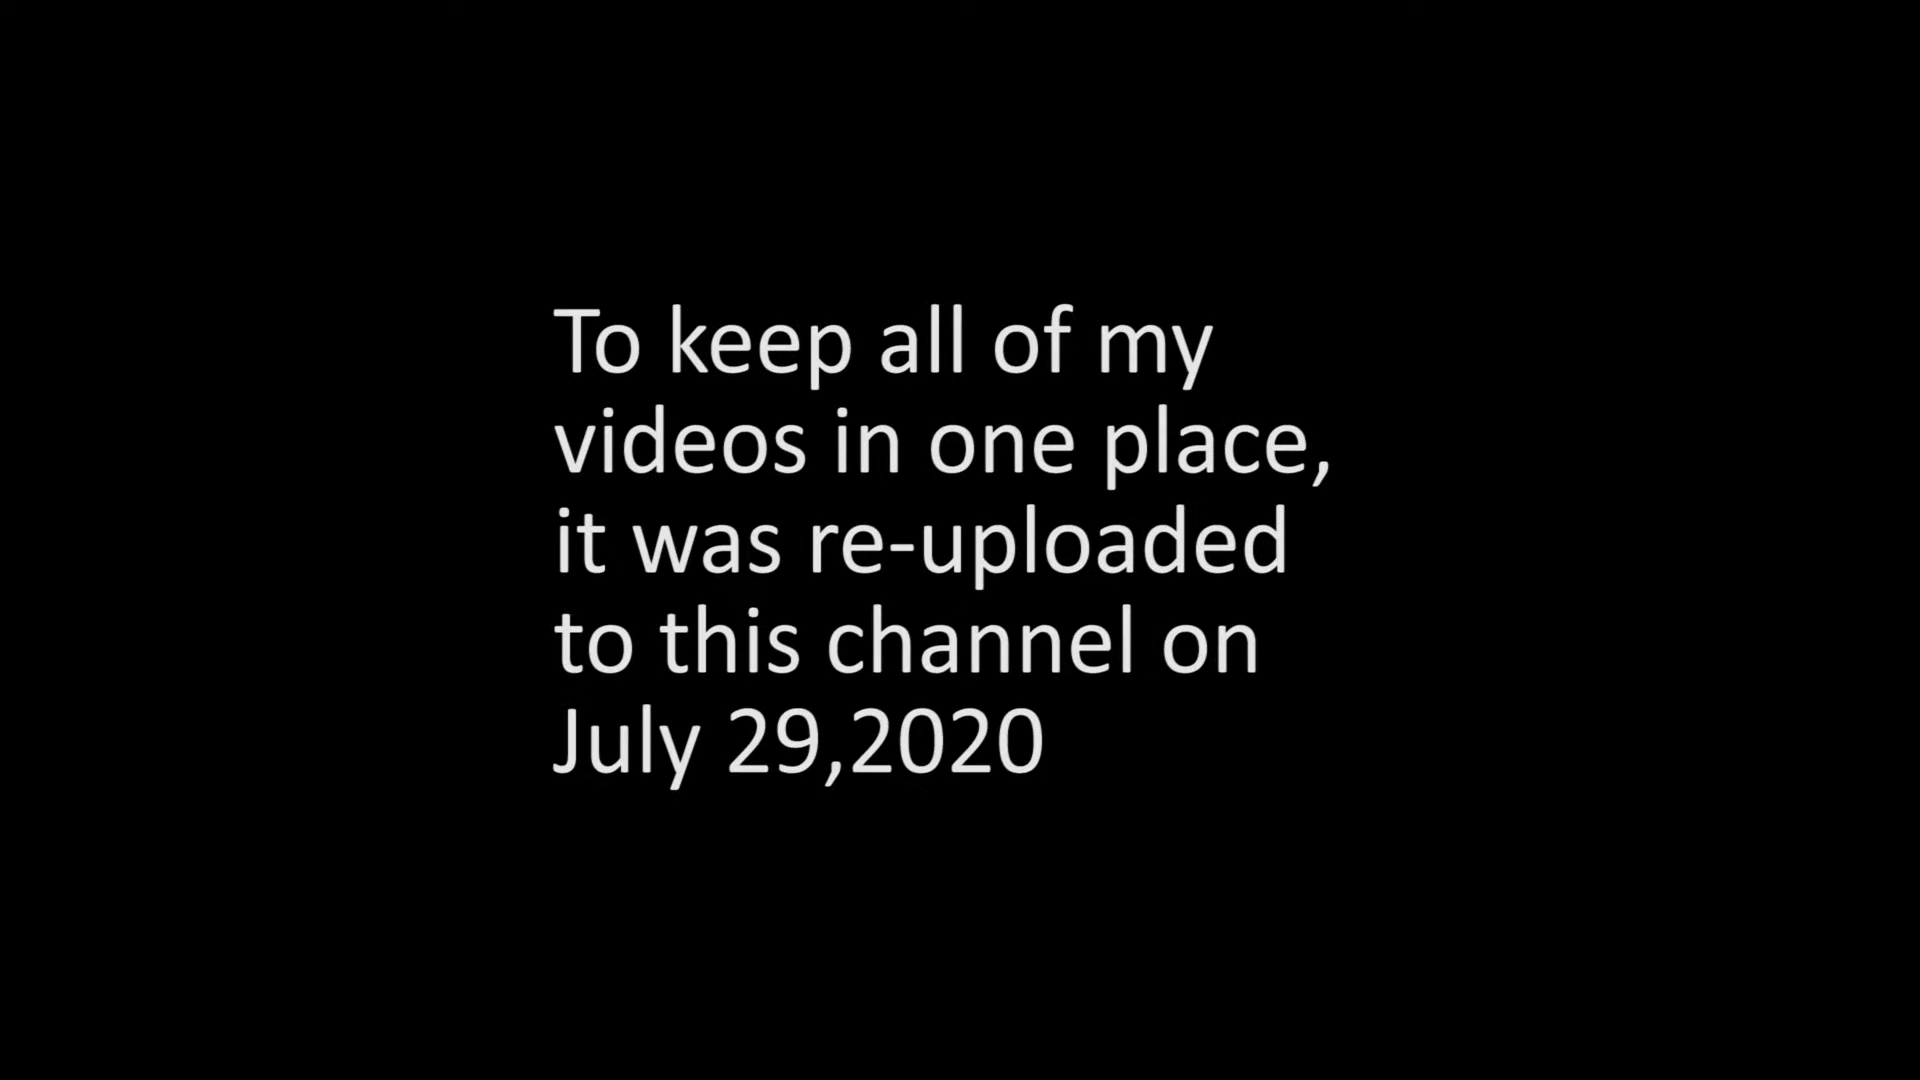 To keep all of my
videos in one place,
it was re-uploaded
to this channel on
July 29,2020